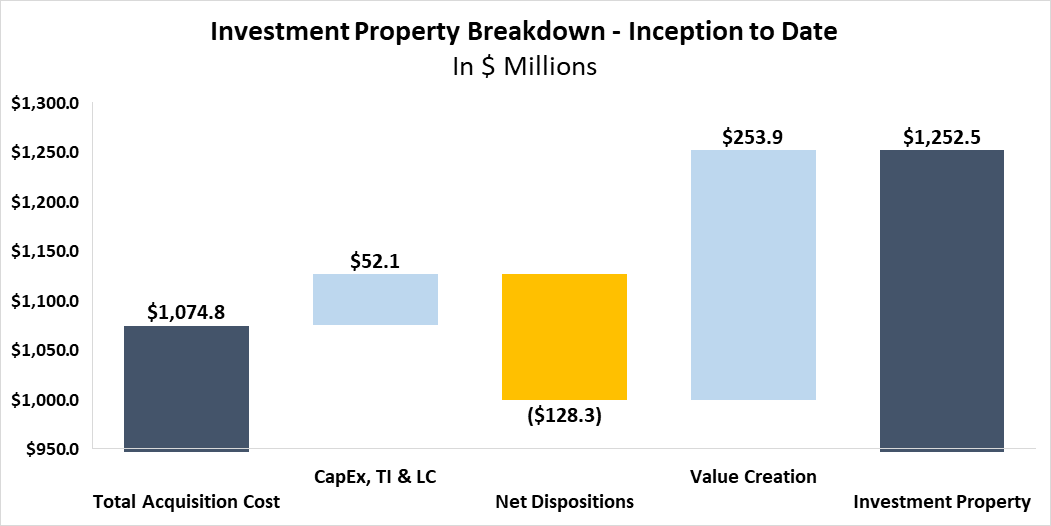 Investment Property Breakdown - Inception to Date
In $ Millions
$1,300.0
$1,250.0
$1,200.0
$1,150.0
$1,100.0
$1,050.0
$1,000.0
$950.0
$1,074.8
$52.1
($128.3)
$253.9
$1,252.5
Total Acquisition Cost
CapEx, TI & LC
Net Dispositions
Value Creation
Investment Property